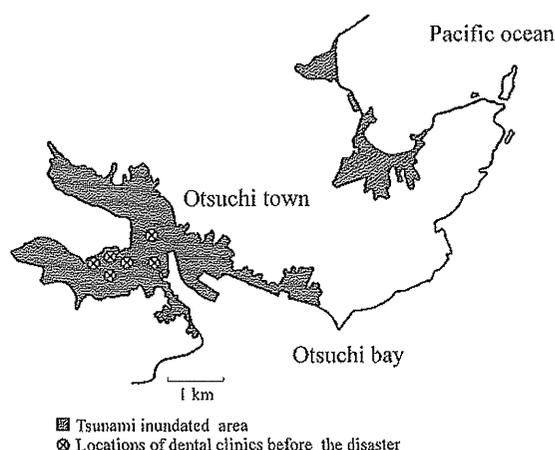 Pacific ocean
Otsuchi town
Otsuchi bay
1 km
Tsunami inundated area
Locations of dental clinics before the disaster